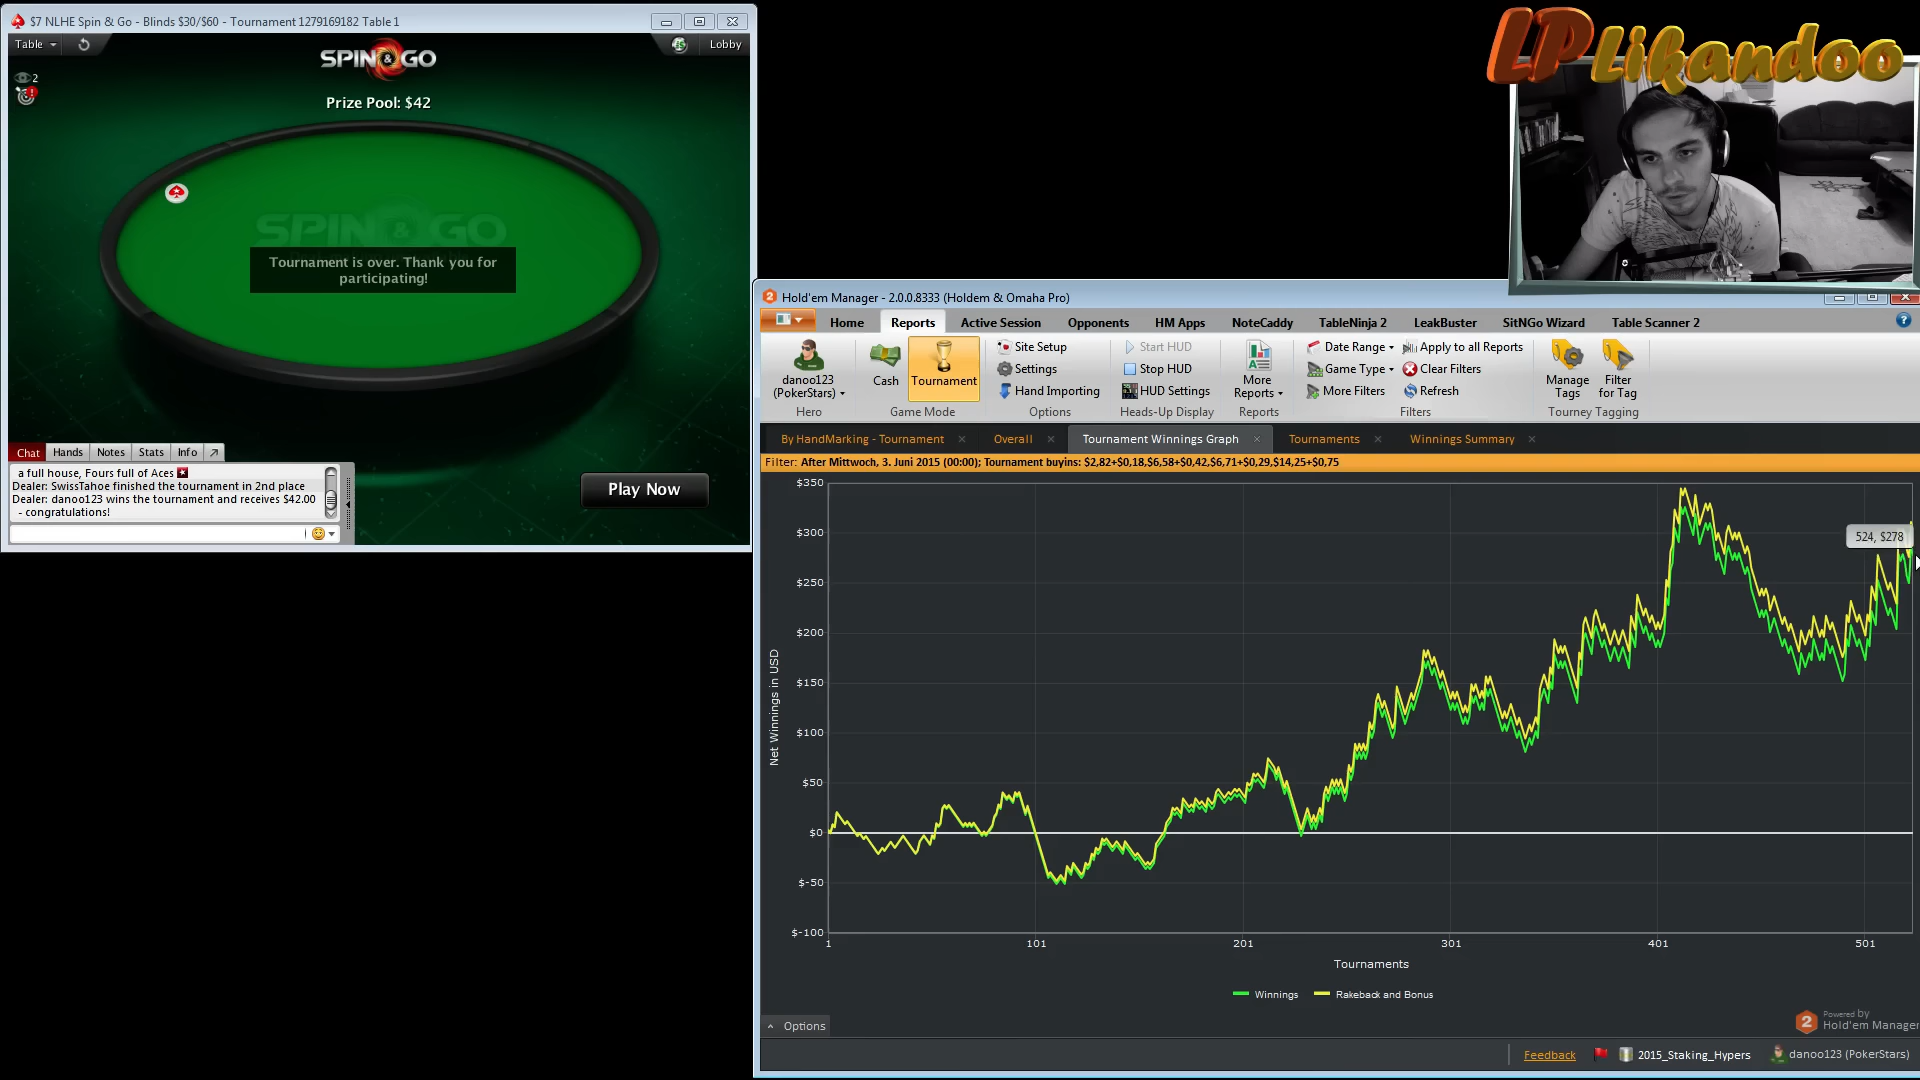 $7 NLHE Spin & Go - Blinds $30/$60 - Tournament 1279169182 Table 1
Table
Lobby
2
SPIN & GO
Prize Pool: $42
SPIN & GO
Tournament is over. Thank you for
participating!
Chat Hands Notes Stats Info
a full house, Fours full of Aces
Dealer: SwissTahoe finished the tournament in 2nd place
Dealer: danoo123 wins the tournament and receives $42.00
- congratulations!
Play Now
LP Likandoo
Hold'em Manager - 2.0.0.8333 (Holdem & Omaha Pro)
Home Reports Active Session Opponents HM Apps NoteCaddy TableNinja 2 LeakBuster SitNGo Wizard Table Scanner 2
danoo123
(PokerStars)
Hero
Cash
Tournament
Game Mode
Site Setup
Settings
Hand Importing
Options
Start HUD
Stop HUD
HUD Settings
Heads-Up Display
More
Reports
Reports
Date Range
Game Type
More Filters
Apply to all Reports
Clear Filters
Refresh
Filters
Manage
Tags
Filter
for Tag
Tourney Tagging
By HandMarking - Tournament Overall Tournament Winnings Graph Tournaments Winnings Summary
Filter: After Mittwoch, 3. Juni 2015 (00:00); Tournament buyins: $2,82+$0,18,$6,58+$0,42,$6,71+$0,29,$14,25+$0,75
$350
$300
$250
$200
$150
$100
$50
$0
$-50
$-100
Net Winnings in USD
524, $278
1 101 201 301 401 501
Tournaments
Winnings Rakeback and Bonus
Options
2 Powered by
Hold'em Manager
Feedback 2015_Staking_Hypers danoo123 (PokerStars)